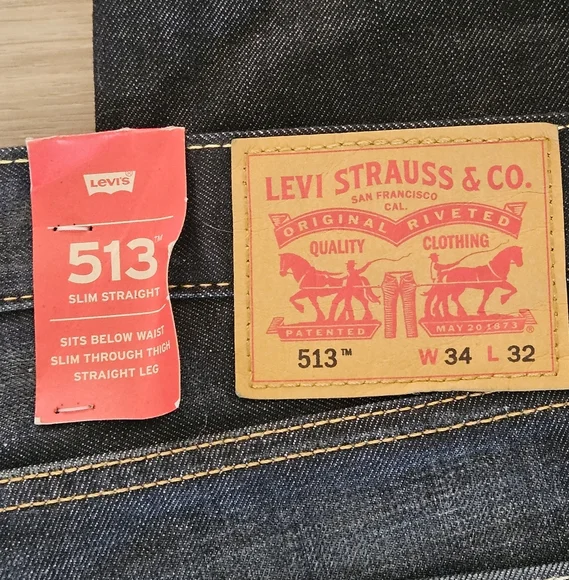 LEVI'S
513™
SLIM STRAIGHT
SITS BELOW WAIST
SLIM THROUGH THIGH
STRAIGHT LEG
LEVI STRAUSS & CO.
SAN FRANCISCO
CAL.
ORIGINAL RIVETED
QUALITY CLOTHING
PATENTED MAY 20 1873 ®
513™ W 34 L 32